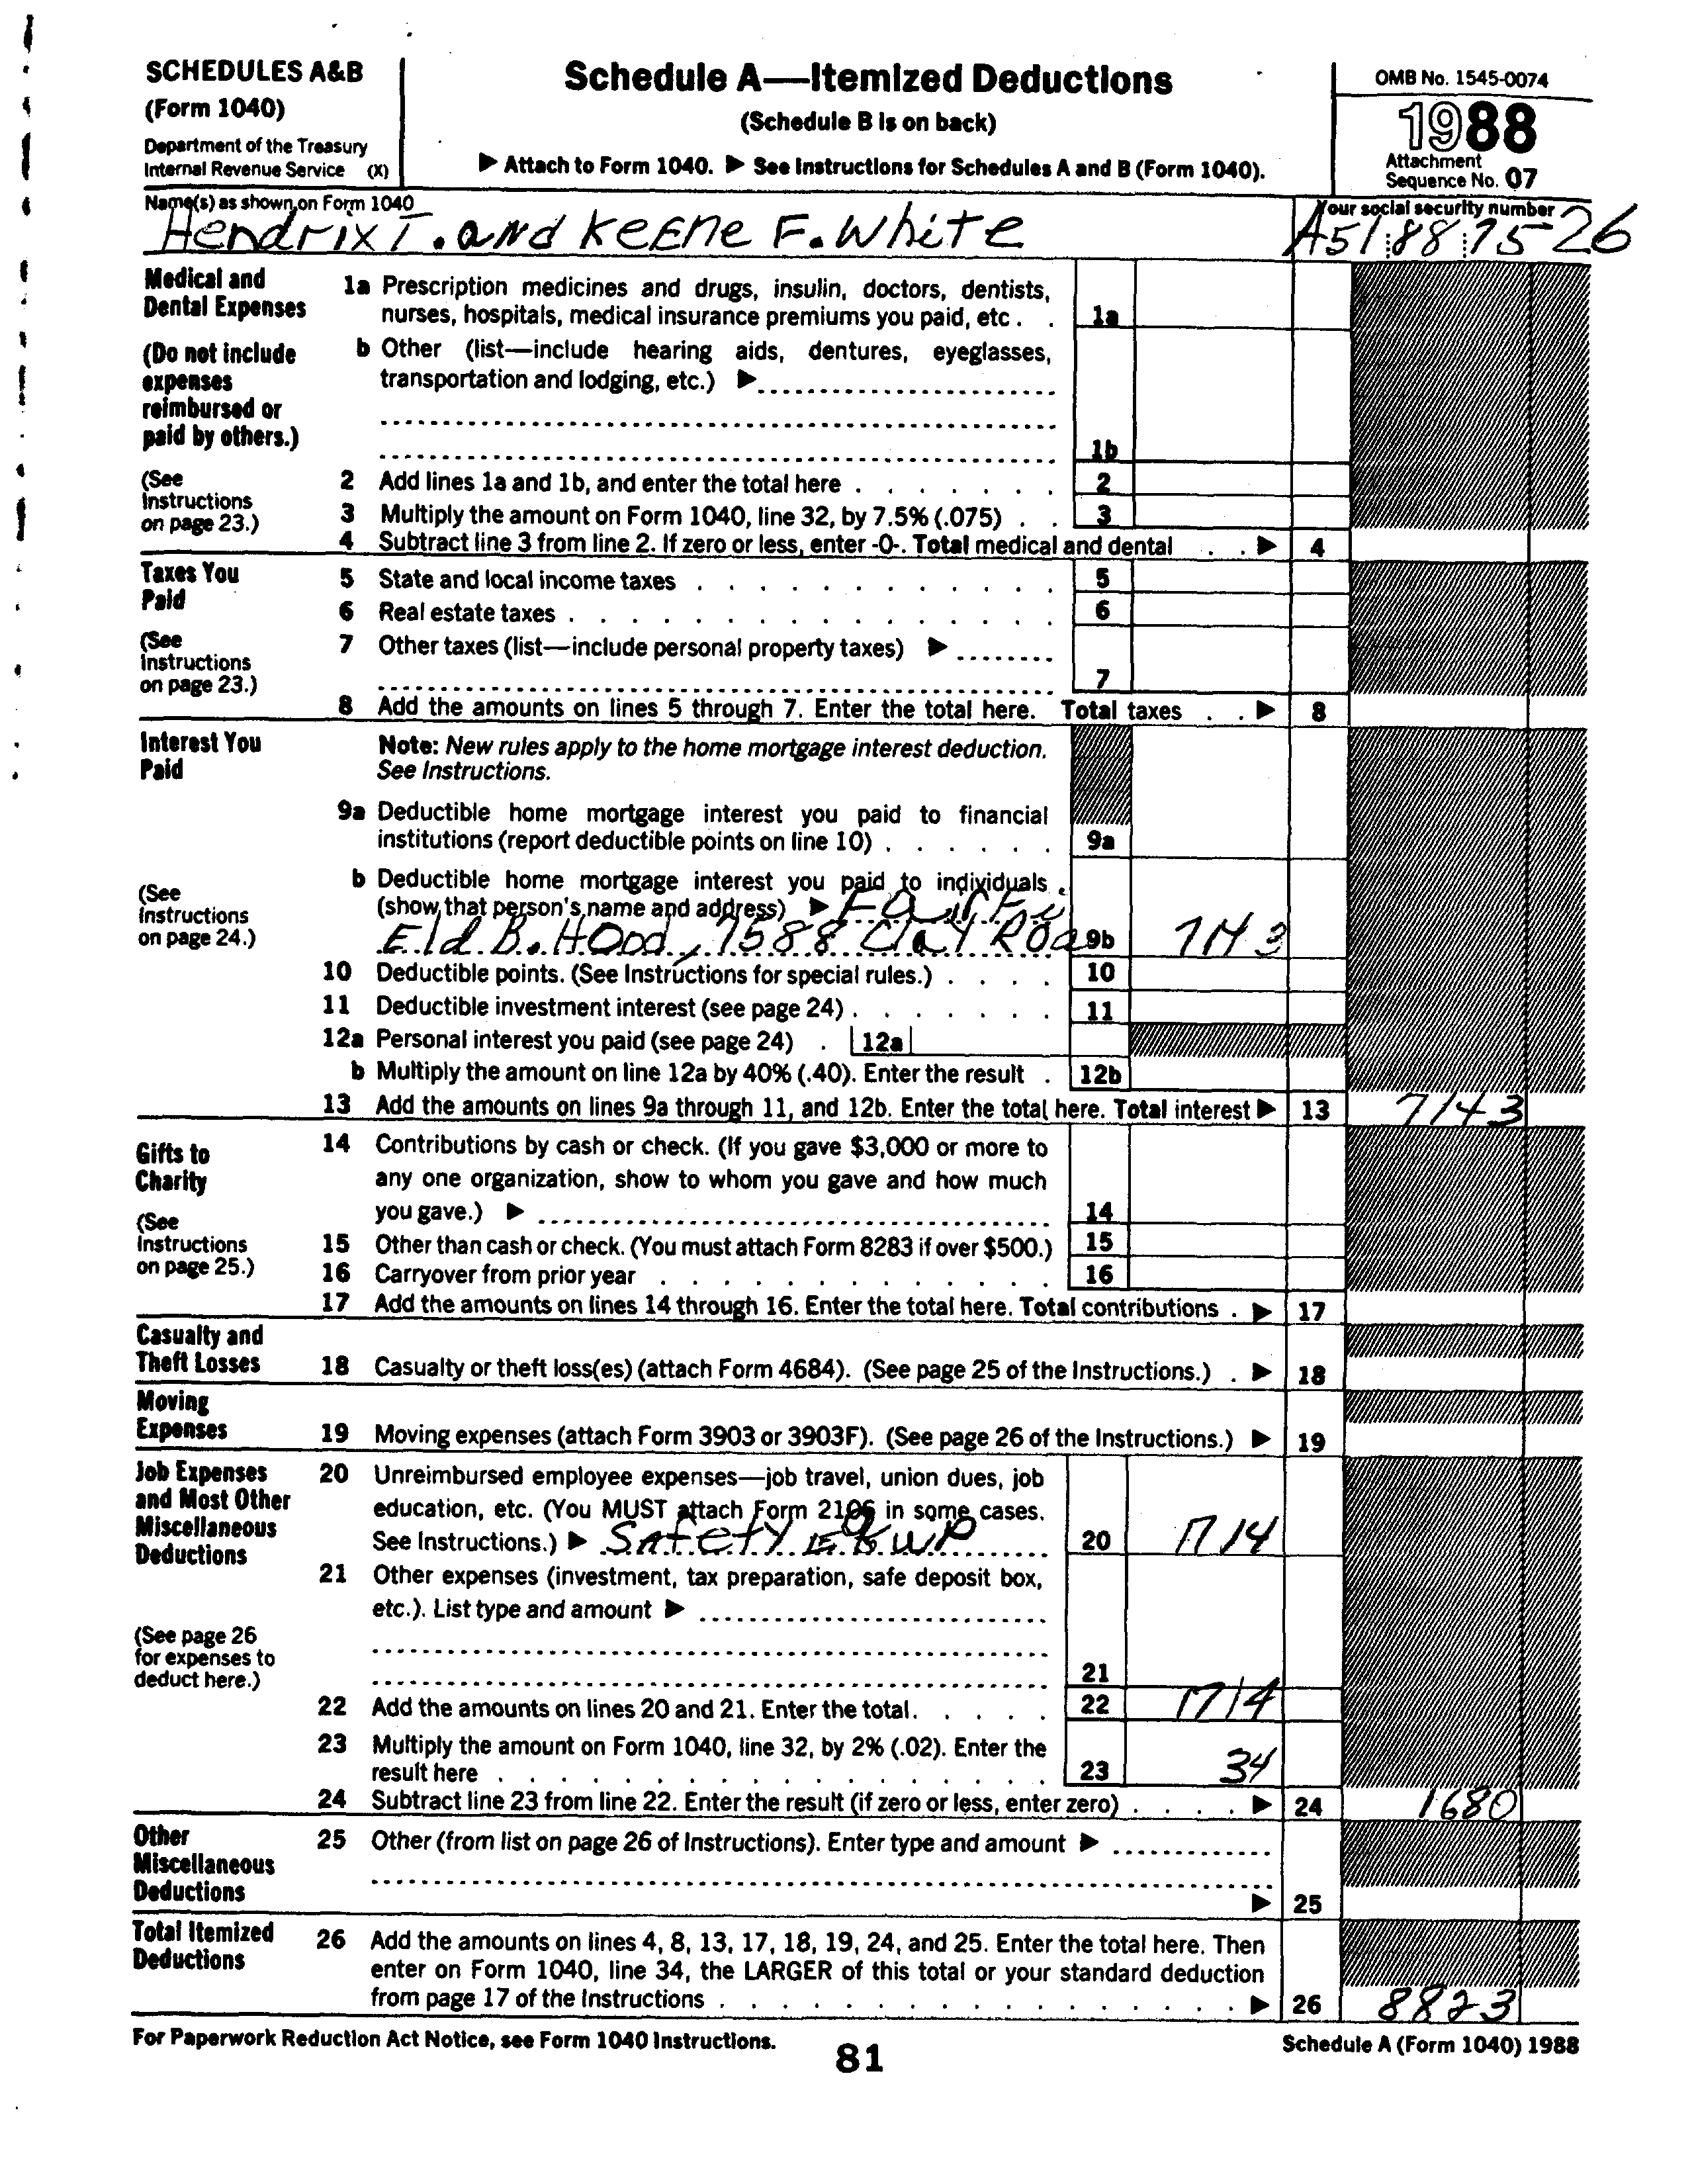 SCHEDULES A&B
(Form 1040)
Department of the Treasury
Internal Revenue Service (X)
Schedule A—Itemized Deductions
(Schedule B is on back)
▶ Attach to Form 1040. ▶ See Instructions for Schedules A and B (Form 1040).
OMB No. 1545-0074
1988
Attachment
Sequence No. 07
Name(s) as shown on Form 1040
Hendrix T. and KEEne F. White
Your social security number
A51 88 75 26
Medical and
Dental Expenses
(Do not include
expenses
reimbursed or
paid by others.)
(See
Instructions
on page 23.)
1a Prescription medicines and drugs, insulin, doctors, dentists,
nurses, hospitals, medical insurance premiums you paid, etc . . 1a
b Other (list—include hearing aids, dentures, eyeglasses,
transportation and lodging, etc.) ▶
1b
2 Add lines 1a and 1b, and enter the total here . . . . . . . 2
3 Multiply the amount on Form 1040, line 32, by 7.5% (.075) . . 3
4 Subtract line 3 from line 2. If zero or less, enter -0-. Total medical and dental . . ▶ 4
Taxes You
Paid
(See
Instructions
on page 23.)
5 State and local income taxes . . . . . . . . . . . . 5
6 Real estate taxes . . . . . . . . . . . . . . . . 6
7 Other taxes (list—include personal property taxes) ▶
7
8 Add the amounts on lines 5 through 7. Enter the total here. Total taxes . . ▶ 8
Interest You
Paid
(See
Instructions
on page 24.)
Note: New rules apply to the home mortgage interest deduction.
See Instructions.
9a Deductible home mortgage interest you paid to financial
institutions (report deductible points on line 10) . . . . . . 9a
b Deductible home mortgage interest you paid to individuals
(show that person's name and address) ▶ FairFi
Eld B. Hood, 7588 Clay Road 9b 7143
10 Deductible points. (See Instructions for special rules.) . . . . 10
11 Deductible investment interest (see page 24) . . . . . . . 11
12a Personal interest you paid (see page 24) . 12a
b Multiply the amount on line 12a by 40% (.40). Enter the result . 12b
13 Add the amounts on lines 9a through 11, and 12b. Enter the total here. Total interest ▶ 13 7143
Gifts to
Charity
(See
Instructions
on page 25.)
14 Contributions by cash or check. (If you gave $3,000 or more to
any one organization, show to whom you gave and how much
you gave.) ▶ 14
15 Other than cash or check. (You must attach Form 8283 if over $500.) 15
16 Carryover from prior year . . . . . . . . . . . . . 16
17 Add the amounts on lines 14 through 16. Enter the total here. Total contributions . ▶ 17
Casualty and
Theft Losses
18 Casualty or theft loss(es) (attach Form 4684). (See page 25 of the Instructions.) . ▶ 18
Moving
Expenses
19 Moving expenses (attach Form 3903 or 3903F). (See page 26 of the Instructions.) ▶ 19
Job Expenses
and Most Other
Miscellaneous
Deductions
(See page 26
for expenses to
deduct here.)
20 Unreimbursed employee expenses—job travel, union dues, job
education, etc. (You MUST attach Form 2106 in some cases.
See Instructions.) ▶ Safety 20 1714
21 Other expenses (investment, tax preparation, safe deposit box,
etc.). List type and amount ▶
21
22 Add the amounts on lines 20 and 21. Enter the total. . . . . . 22 1714
23 Multiply the amount on Form 1040, line 32, by 2% (.02). Enter the
result here . . . . . . . . . . . . . . . . . . 23 34
24 Subtract line 23 from line 22. Enter the result (if zero or less, enter zero) . . . . ▶ 24 1680
Other
Miscellaneous
Deductions
25 Other (from list on page 26 of Instructions). Enter type and amount ▶
▶ 25
Total Itemized
Deductions
26 Add the amounts on lines 4, 8, 13, 17, 18, 19, 24, and 25. Enter the total here. Then
enter on Form 1040, line 34, the LARGER of this total or your standard deduction
from page 17 of the Instructions . . . . . . . . . . . . . . . . ▶ 26 8823
For Paperwork Reduction Act Notice, see Form 1040 Instructions.
81
Schedule A (Form 1040) 1988